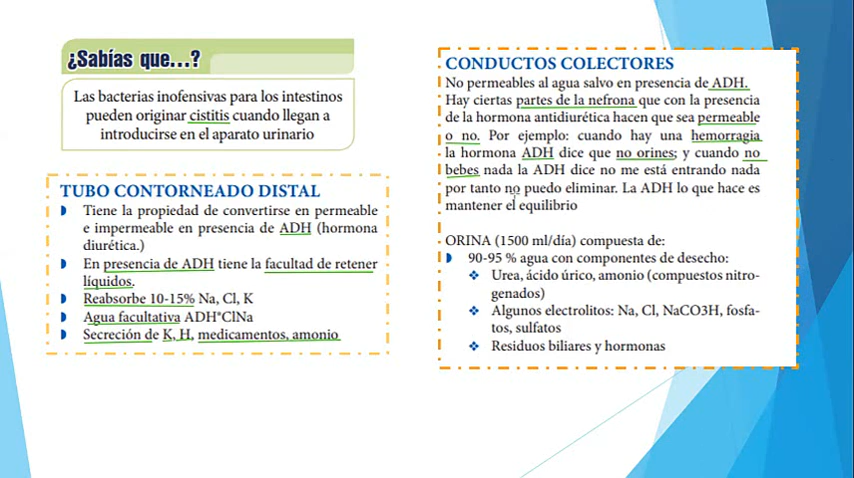 ¿Sabías que...?
Las bacterias inofensivas para los intestinos
pueden originar cistitis cuando llegan a
introducirse en el aparato urinario
TUBO CONTORNEADO DISTAL
Tiene la propiedad de convertirse en permeable
e impermeable en presencia de ADH (hormona
diurética.)
En presencia de ADH tiene la facultad de retener
líquidos.
Reabsorbe 10-15% Na, Cl, K
Agua facultativa ADH*ClNa
Secreción de K, H, medicamentos, amonio
CONDUCTOS COLECTORES
No permeables al agua salvo en presencia de ADH.
Hay ciertas partes de la nefrona que con la presencia
de la hormona antidiurética hacen que sea permeable
o no. Por ejemplo: cuando hay una hemorragia
la hormona ADH dice que no orines; y cuando no
bebes nada la ADH dice no me está entrando nada
por tanto no puedo eliminar. La ADH lo que hace es
mantener el equilibrio
ORINA (1500 ml/día) compuesta de:
90-95 % agua con componentes de desecho:
Urea, ácido úrico, amonio (compuestos nitro-
genados)
Algunos electrolitos: Na, Cl, NaCO3H, fosfa-
tos, sulfatos
Residuos biliares y hormonas